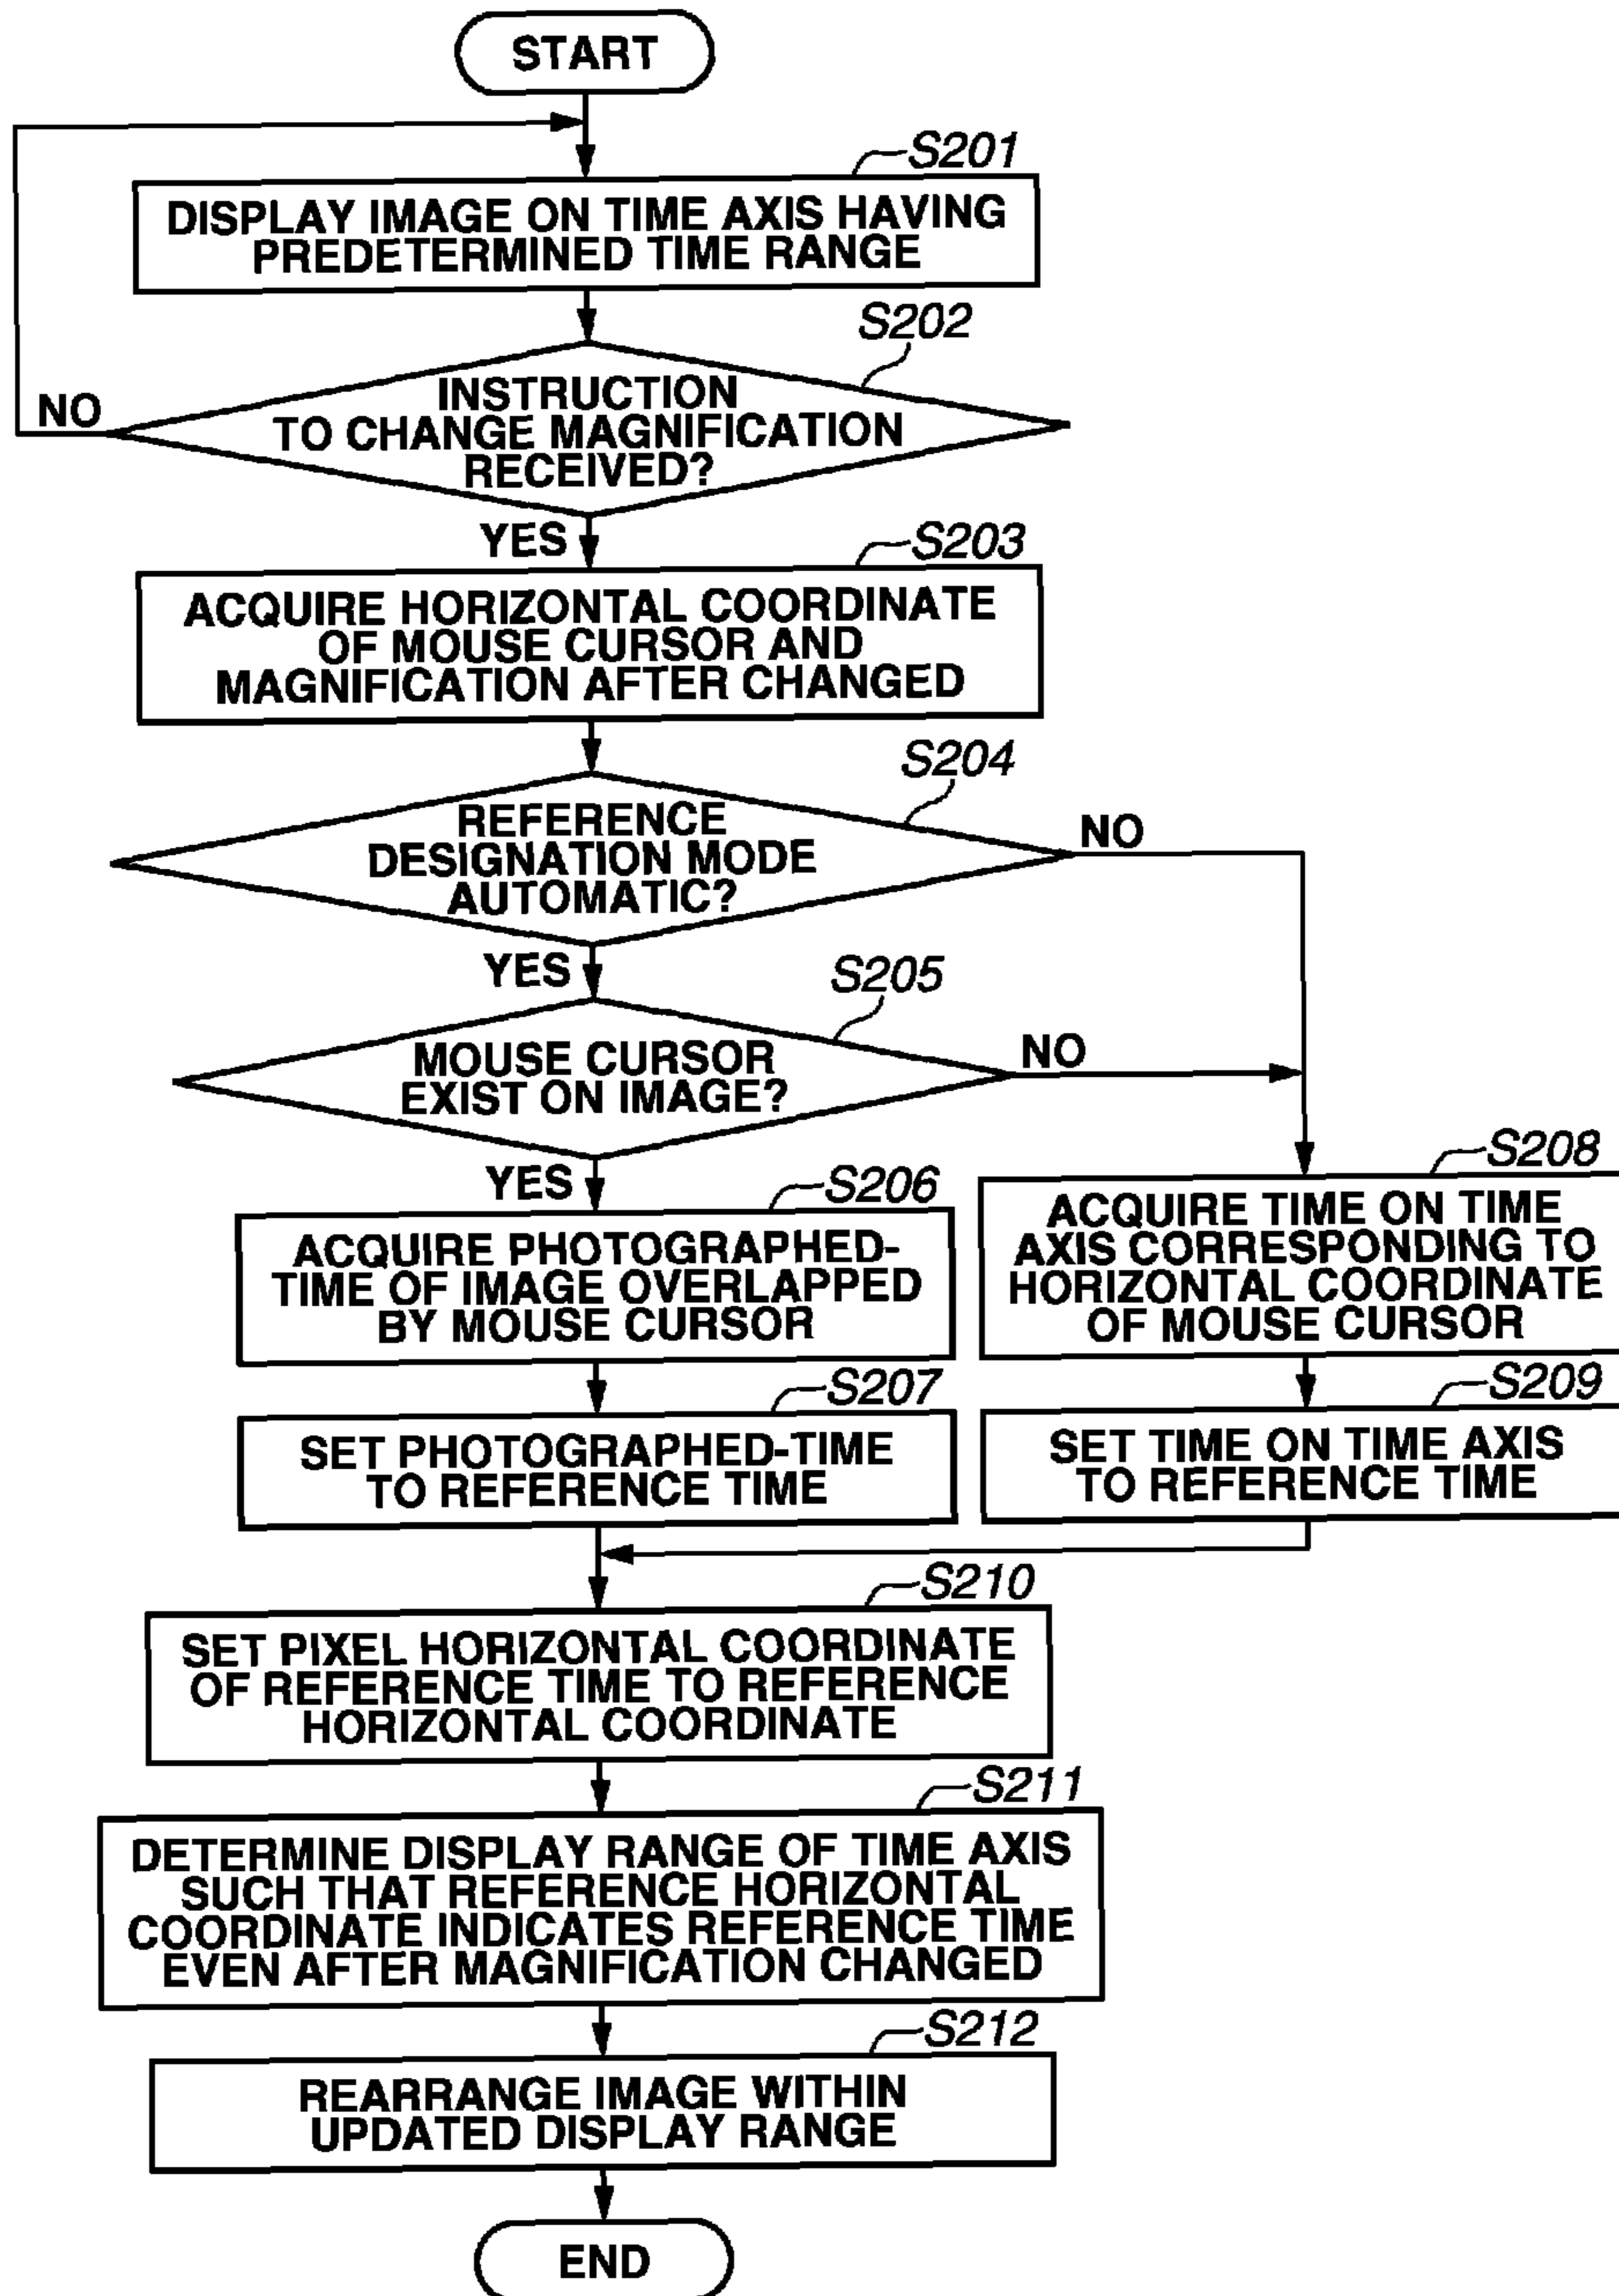 START
S201
DISPLAY IMAGE ON TIME AXIS HAVING
PREDETERMINED TIME RANGE
S202
INSTRUCTION
TO CHANGE MAGNIFICATION
RECEIVED?
NO
YES
S203
ACQUIRE HORIZONTAL COORDINATE
OF MOUSE CURSOR AND
MAGNIFICATION AFTER CHANGED
S204
REFERENCE
DESIGNATION MODE
AUTOMATIC?
NO
YES
S205
MOUSE CURSOR
EXIST ON IMAGE?
NO
YES
S206
ACQUIRE PHOTOGRAPHED-
TIME OF IMAGE OVERLAPPED
BY MOUSE CURSOR
S208
ACQUIRE TIME ON TIME
AXIS CORRESPONDING TO
HORIZONTAL COORDINATE
OF MOUSE CURSOR
S207
SET PHOTOGRAPHED-TIME
TO REFERENCE TIME
S209
SET TIME ON TIME AXIS
TO REFERENCE TIME
S210
SET PIXEL HORIZONTAL COORDINATE
OF REFERENCE TIME TO REFERENCE
HORIZONTAL COORDINATE
S211
DETERMINE DISPLAY RANGE OF TIME AXIS
SUCH THAT REFERENCE HORIZONTAL
COORDINATE INDICATES REFERENCE TIME
EVEN AFTER MAGNIFICATION CHANGED
S212
REARRANGE IMAGE WITHIN
UPDATED DISPLAY RANGE
END